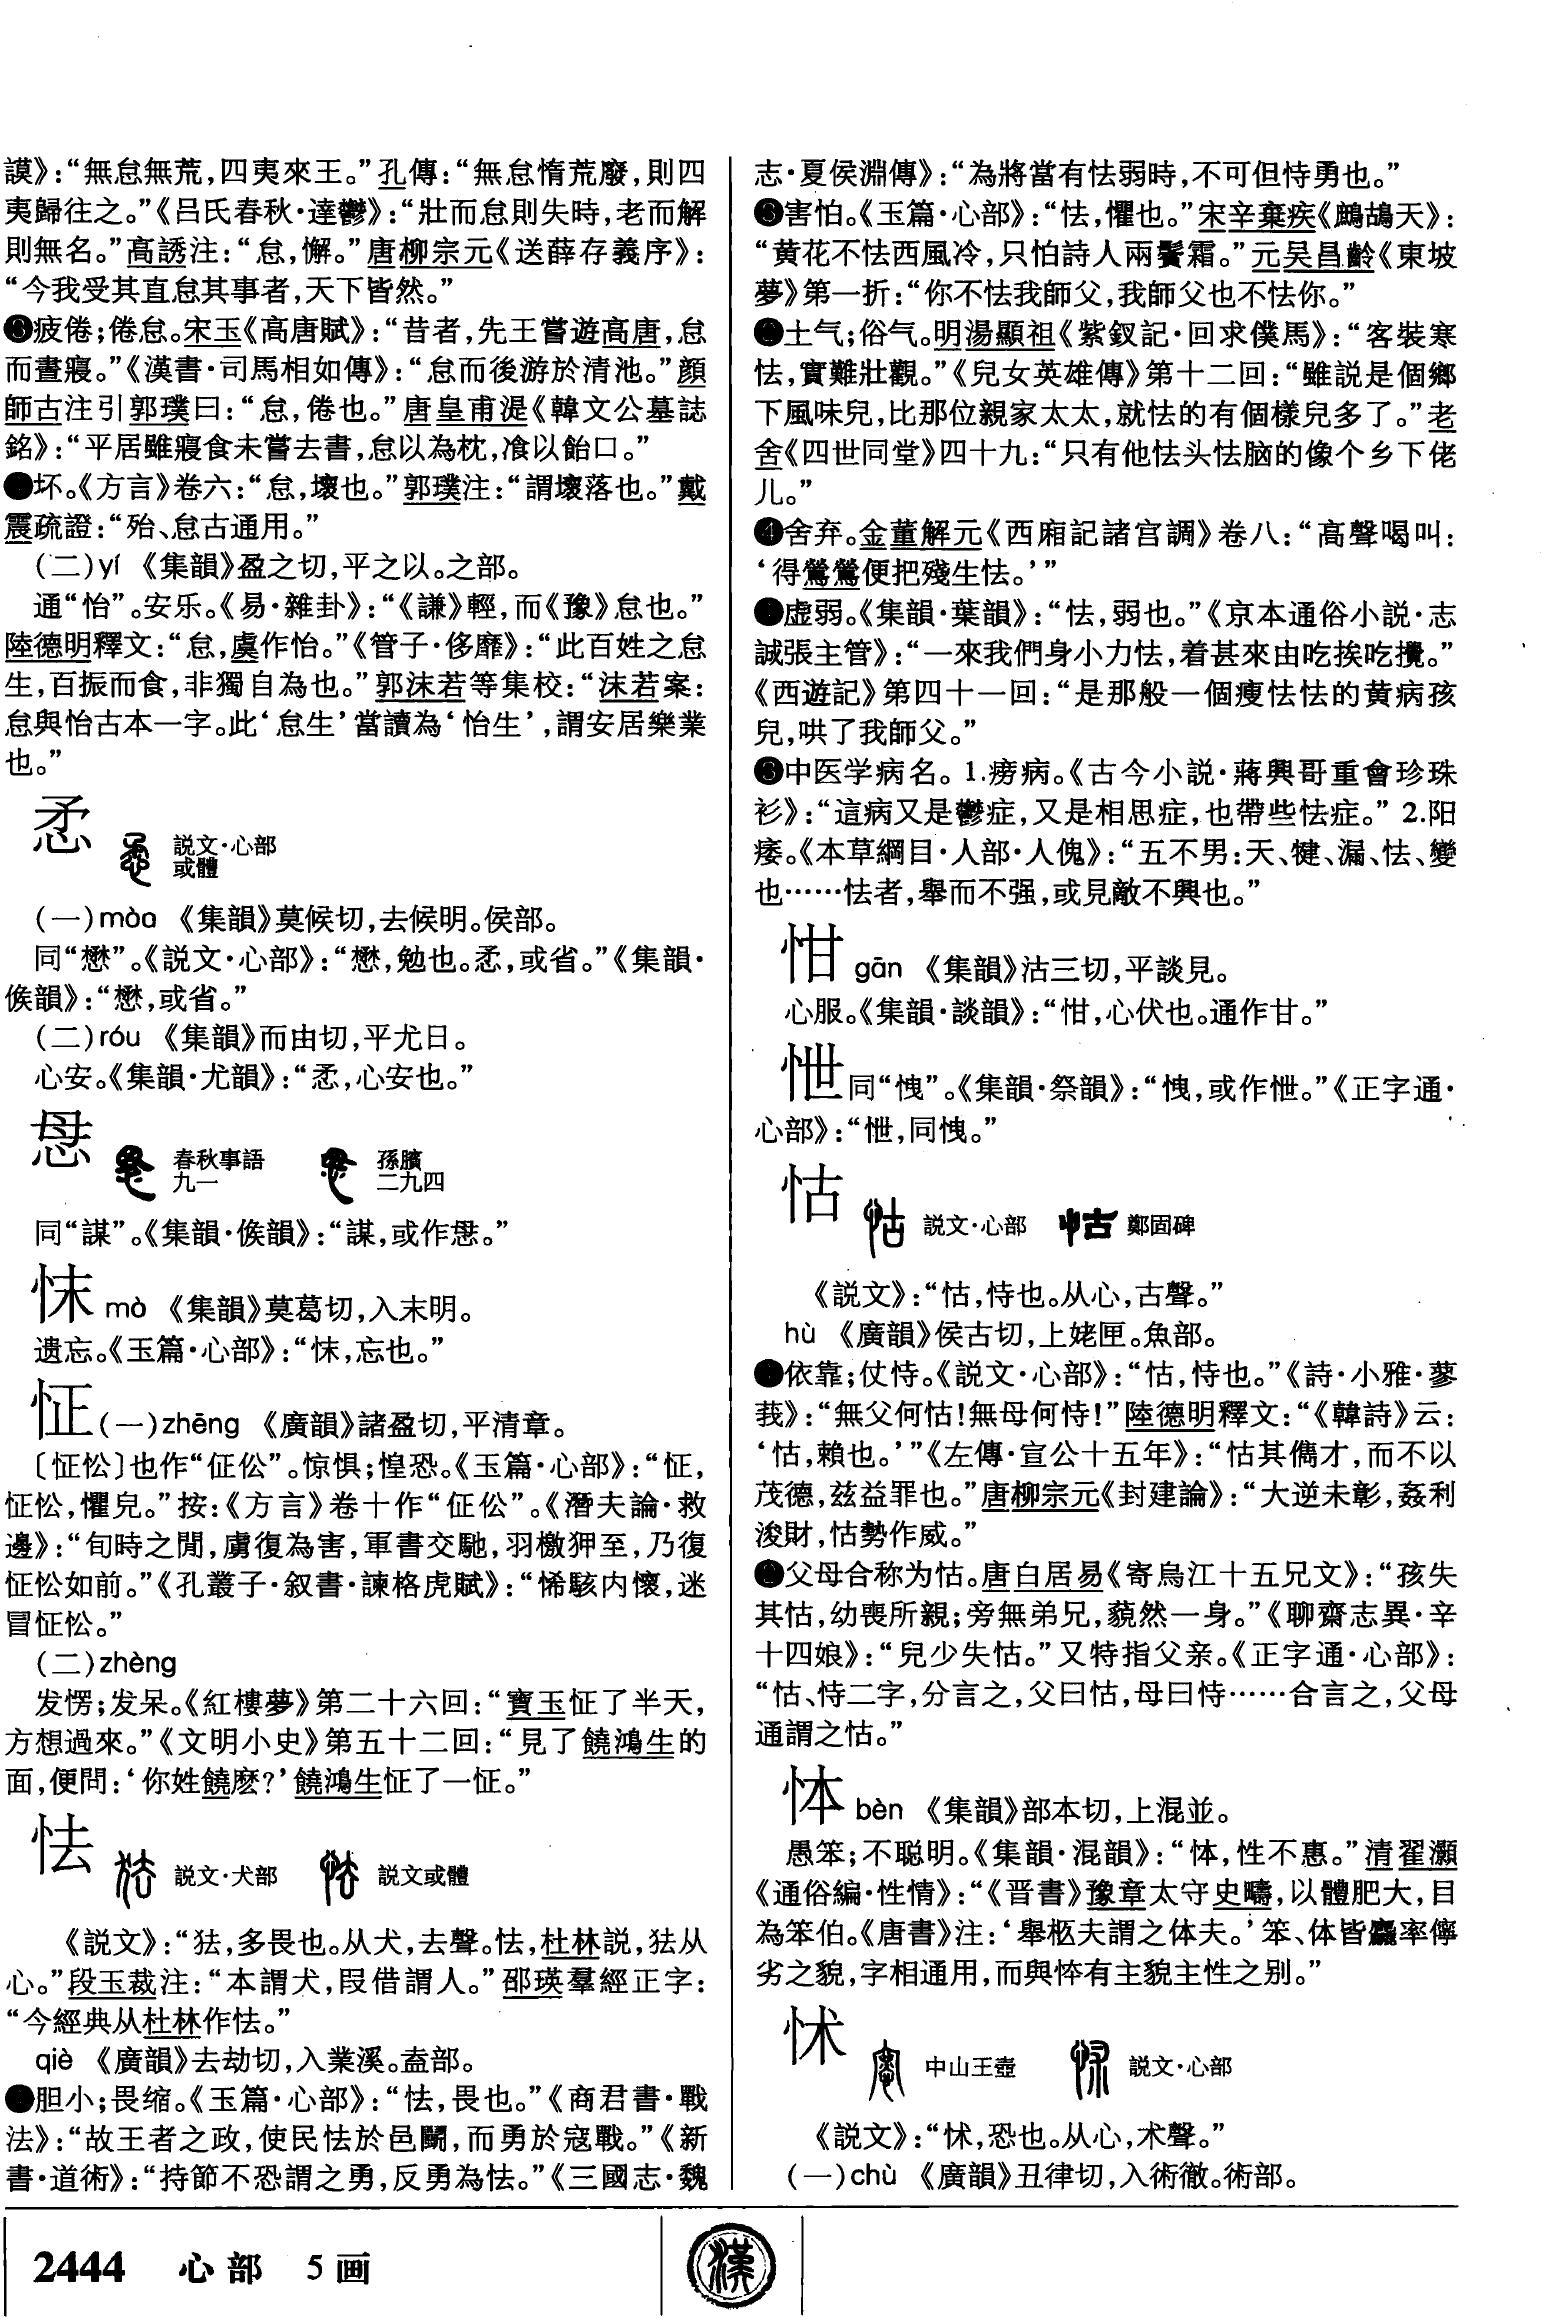 謨》：“無怠無荒，四夷來王。”孔傳：“無怠惰荒廢，則四
夷歸往之。”《吕氏春秋·達鬱》：“壯而怠則失時，老而解
則無名。”高誘注：“怠，懈。”唐柳宗元《送薛存義序》：
“今我受其直怠其事者，天下皆然。”
❸疲倦；倦怠。宋玉《高唐賦》：“昔者，先王嘗遊高唐，怠
而晝寢。”《漢書·司馬相如傳》：“怠而後游於清池。”顔
師古注引郭璞曰：“怠，倦也。”唐皇甫湜《韓文公墓誌
銘》：“平居雖寢食未嘗去書，怠以為枕，飡以飴口。”
坏。《方言》卷六：“怠，壞也。”郭璞注：“謂壞落也。”戴
震疏證：“殆、怠古通用。”
（二）yí 《集韻》盈之切，平之以。之部。
通“怡”。安乐。《易·雜卦》：“《謙》輕，而《豫》怠也。”
陸德明釋文：“怠，虞作怡。”《管子·侈靡》：“此百姓之怠
生，百振而食，非獨自為也。”郭沫若等集校：“沫若案：
怠與怡古本一字。此‘怠生’當讀為‘怡生’，謂安居樂業
也。”
悉 説文·心部
或體
（一）mòɑ 《集韻》莫候切，去候明。侯部。
同“懋”。《説文·心部》：“懋，勉也。㤄，或省。”《集韻·
候韻》：“懋，或省。”
（二）róu 《集韻》而由切，平尤日。
心安。《集韻·尤韻》：“㤄，心安也。”
㥄 春秋事語 孫臏
九一 二九四
同“謀”。《集韻·候韻》：“謀，或作𢘓。”
怽 mò 《集韻》莫葛切，入末明。
遗忘。《玉篇·心部》：“怽，忘也。”
怔（一）zhēng 《廣韻》諸盈切，平清章。
〔怔忪〕也作“佂伀”。惊惧；惶恐。《玉篇·心部》：“怔，
怔忪，懼皃。”按：《方言》卷十作“佂伀”。《潛夫論·救
邊》：“旬時之閒，虜復為害，軍書交馳，羽檄狎至，乃復
怔忪如前。”《孔叢子·叙書·諫格虎賦》：“悕駭内懷，迷
冒怔忪。”
（二）zhèng
发愣；发呆。《紅樓夢》第二十六回：“寶玉怔了半天，
方想過來。”《文明小史》第五十二回：“見了饒鴻生的
面，便問：‘你姓饒麽？’饒鴻生怔了一怔。”
怯 説文·犬部 説文或體
《説文》：“㹤，多畏也。从犬，去聲。怯，杜林説，㹤从
心。”段玉裁注：“本謂犬，叚借謂人。”邵瑛羣經正字：
“今經典从杜林作怯。”
qiè 《廣韻》去劫切，入業溪。盍部。
胆小；畏缩。《玉篇·心部》：“怯，畏也。”《商君書·戰
法》：“故王者之政，使民怯於邑鬭，而勇於寇戰。”《新
書·道術》：“持節不恐謂之勇，反勇為怯。”《三國志·魏
志·夏侯淵傳》：“為將當有怯弱時，不可但恃勇也。”
害怕。《玉篇·心部》：“怯，懼也。”宋辛棄疾《鷓鴣天》：
“黄花不怯西風冷，只怕詩人兩鬢霜。”元吴昌齡《東坡
夢》第一折：“你不怯我師父，我師父也不怯你。”
土气；俗气。明湯顯祖《紫釵記·回求僕馬》：“客裝寒
怯，實難壯觀。”《兒女英雄傳》第十二回：“雖説是個鄉
下風味兒，比那位親家太太，就怯的有個樣兒多了。”老
舍《四世同堂》四十九：“只有他怯头怯脑的像个乡下佬
儿。”
❹舍弃。金董解元《西廂記諸宫調》卷八：“高聲喝叫：
‘得鶯鶯便把殘生怯。’”
虚弱。《集韻·葉韻》：“怯，弱也。”《京本通俗小説·志
誠張主管》：“一來我們身小力怯，着甚來由吃挨吃攪。”
《西遊記》第四十一回：“是那般一個瘦怯怯的黄病孩
兒，哄了我師父。”
中医学病名。1.痨病。《古今小説·蔣興哥重會珍珠
衫》：“這病又是鬱症，又是相思症，也帶些怯症。”2.阳
痿。《本草綱目·人部·人傀》：“五不男：天、犍、漏、怯、變
也……怯者，舉而不强，或見敵不興也。”
㤌 gān 《集韻》沽三切，平談見。
心服。《集韻·談韻》：“㤌，心伏也。通作甘。”
怈 同“愧”。《集韻·祭韻》：“㥡，或作怈。”《正字通·
心部》：“怈，同㥡。”
怙 説文·心部 鄭固碑
《説文》：“怙，恃也。从心，古聲。”
hù 《廣韻》侯古切，上姥匣。魚部。
依靠；仗恃。《説文·心部》：“怙，恃也。”《詩·小雅·蓼
莪》：“無父何怙！無母何恃！”陸德明釋文：“《韓詩》云：
‘怙，賴也。’”《左傳·宣公十五年》：“怙其儁才，而不以
茂德，兹益罪也。”唐柳宗元《封建論》：“大逆未彰，姦利
浚財，怙勢作威。”
父母合称为怙。唐白居易《寄烏江十五兄文》：“孩失
其怙，幼喪所親；旁無弟兄，藐然一身。”《聊齋志異·辛
十四娘》：“兒少失怙。”又特指父亲。《正字通·心部》：
“怙、恃二字，分言之，父曰怙，母曰恃……合言之，父母
通謂之怙。”
㤓 bèn 《集韻》部本切，上混並。
愚笨；不聪明。《集韻·混韻》：“㤓，性不惠。”清翟灝
《通俗編·性情》：“《晋書》豫章太守史疇，以體肥大，目
為笨伯。《唐書》注：‘轝柩夫謂之体夫。’笨、体皆麤率儜
劣之貌，字相通用，而與㤓有主貌主性之别。”
怵 中山王壺 説文·心部
《説文》：“怵，恐也。从心，术聲。”
（一）chù 《廣韻》丑律切，入術徹。術部。
2444 心部 5画
漢